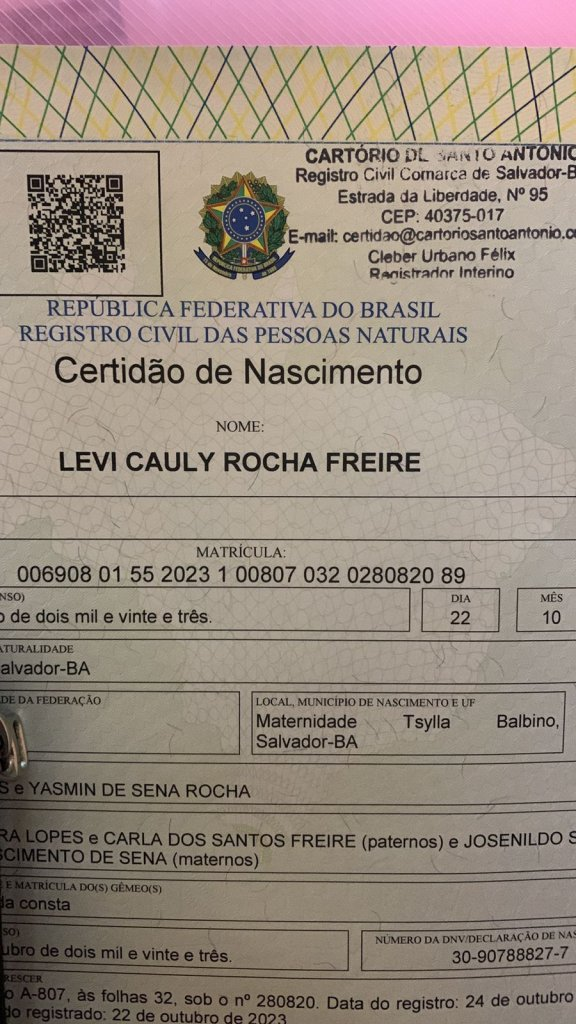 CARTÓRIO DE SANTO ANTONIO
Registro Civil Comarca de Salvador-B
Estrada da Liberdade, Nº 95
CEP: 40375-017
E-mail: certidao@cartoriosantoantonio.c
Cleber Urbano Félix
Registrador Interino
REPÚBLICA FEDERATIVA DO BRASIL
REGISTRO CIVIL DAS PESSOAS NATURAIS
Certidão de Nascimento
NOME:
LEVI CAULY ROCHA FREIRE
MATRÍCULA:
006908 01 55 2023 1 00807 032 0280820 89
NSO)
DIA
MÊS
o de dois mil e vinte e três.
22
10
ATURALIDADE
alvador-BA
DE DA FEDERAÇÃO
LOCAL, MUNICÍPIO DE NASCIMENTO E UF
Maternidade Tsylla Balbino,
Salvador-BA
S e YASMIN DE SENA ROCHA
RA LOPES e CARLA DOS SANTOS FREIRE (paternos) e JOSENILDO S
SCIMENTO DE SENA (maternos)
E MATRÍCULA DO(S) GÊMEO(S)
da consta
SO)
NÚMERO DA DNV/DECLARAÇÃO DE NAS
ubro de dois mil e vinte e três.
30-90788827-7
RESCER
o A-807, às folhas 32, sob o nº 280820. Data do registro: 24 de outubro
do registrado: 22 de outubro de 2023